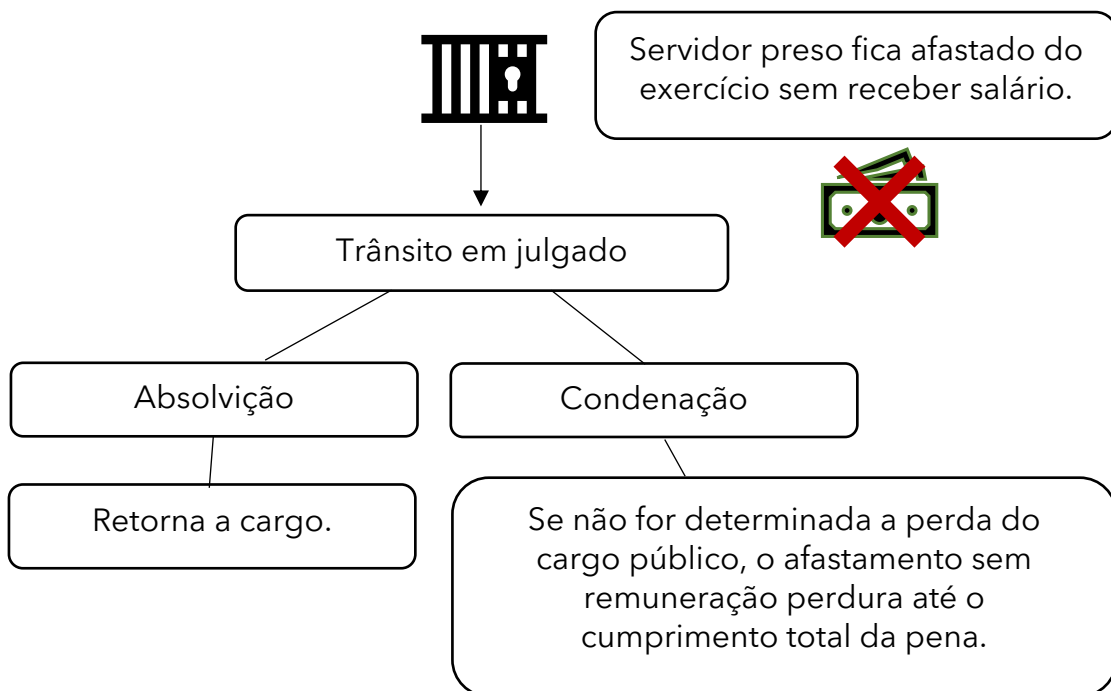 Servidor preso fica afastado do
exercício sem receber salário.
Trânsito em julgado
Absolvição
Condenação
Retorna a cargo.
Se não for determinada a perda do
cargo público, o afastamento sem
remuneração perdura até o
cumprimento total da pena.